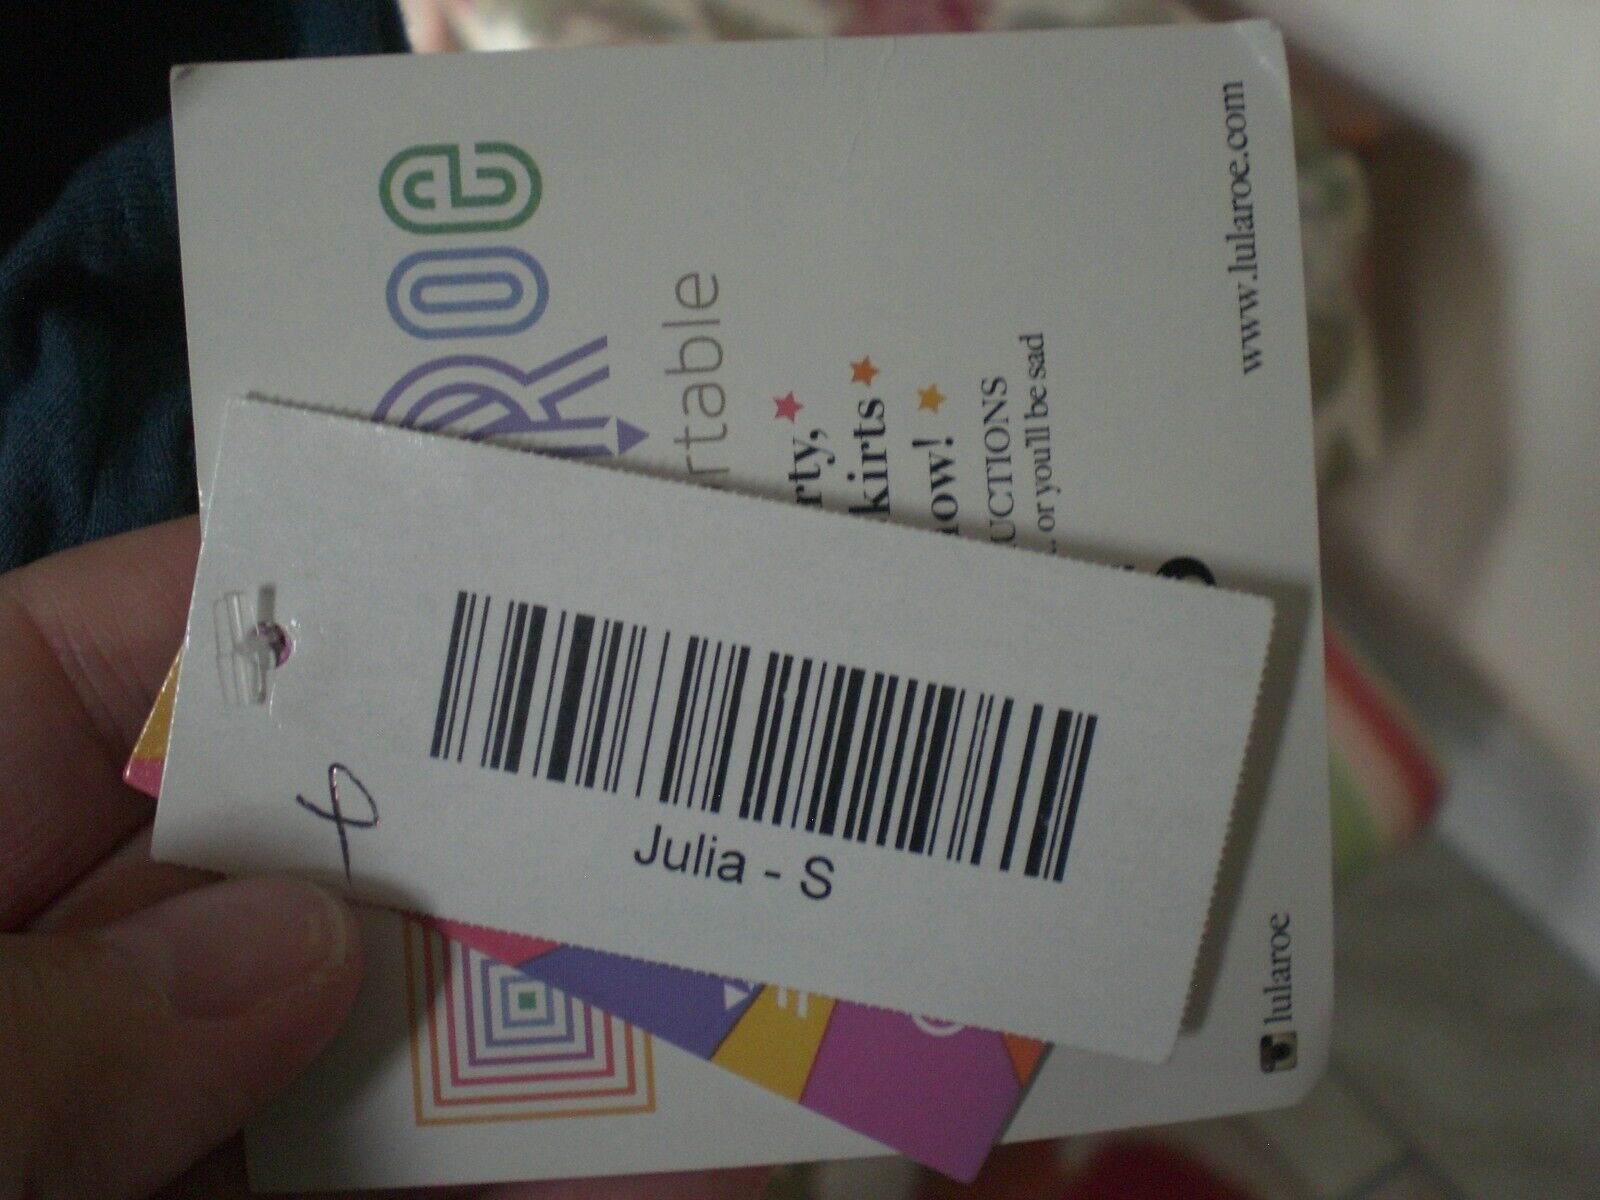 Roe
rtable
rty,
kirts
now!
UCTIONS
.. or you'll be sad
www.lularoe.com
lularoe
Julia - S